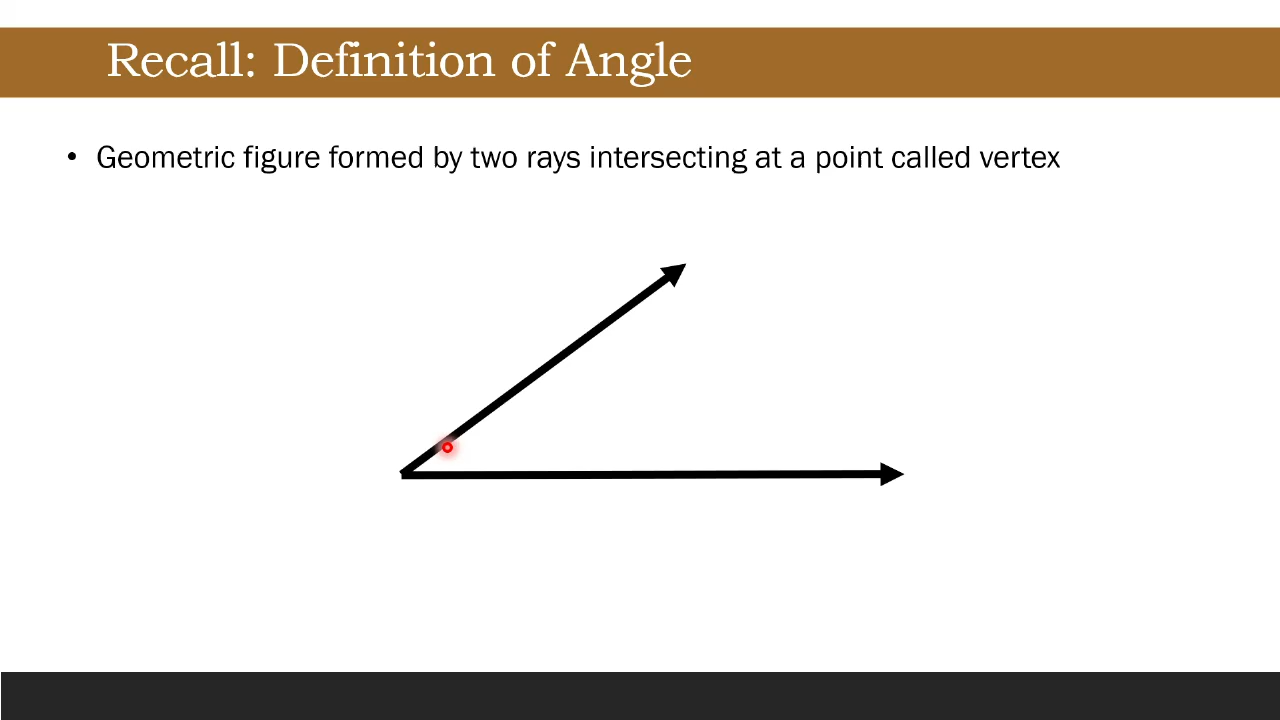 Recall: Definition of Angle
• Geometric figure formed by two rays intersecting at a point called vertex